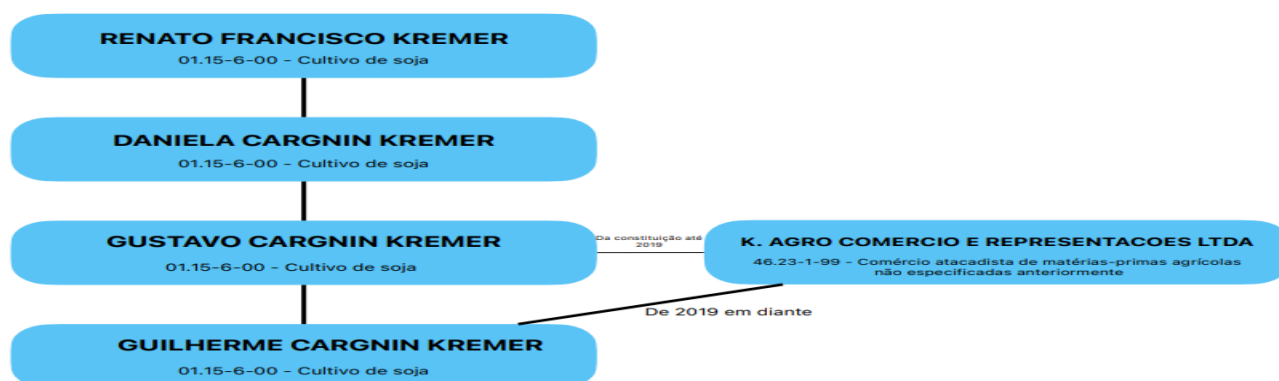 RENATO FRANCISCO KREMER
01.15-6-00 - Cultivo de soja
DANIELA CARGNIN KREMER
01.15-6-00 - Cultivo de soja
GUSTAVO CARGNIN KREMER
01.15-6-00 - Cultivo de soja
Da constituição até
2019
K. AGRO COMERCIO E REPRESENTACOES LTDA
46.23-1-99 - Comércio atacadista de matérias-primas agrícolas
não especificadas anteriormente
De 2019 em diante
GUILHERME CARGNIN KREMER
01.15-6-00 - Cultivo de soja